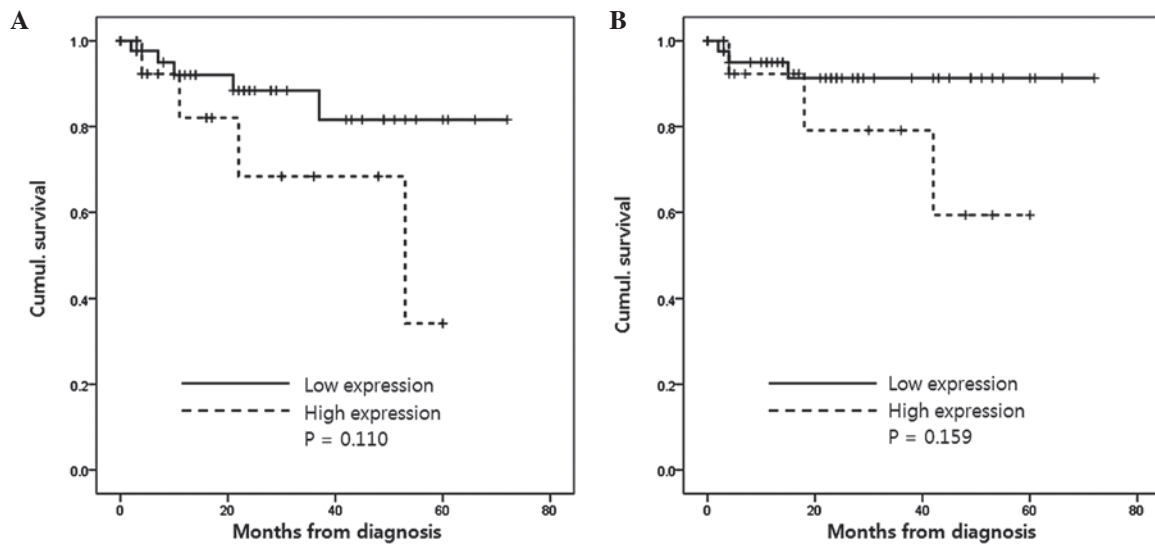 A
Cumul. survival
1.0
0.8
0.6
0.4
0.2
0.0
Low expression
High expression
P = 0.110
0 20 40 60 80
Months from diagnosis
B
Cumul. survival
1.0
0.8
0.6
0.4
0.2
0.0
Low expression
High expression
P = 0.159
0 20 40 60 80
Months from diagnosis